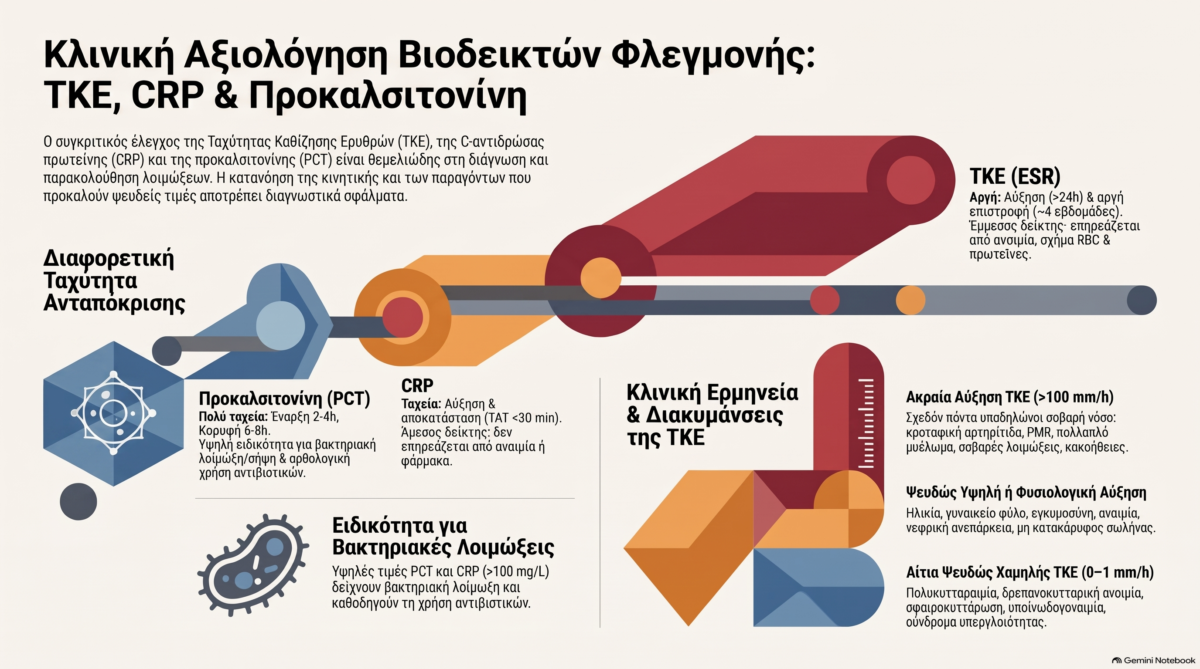 Κλινική Αξιολόγηση Βιοδεικτών Φλεγμονής:
ΤΚΕ, CRP & Προκαλσιτονίνη
Ο συγκριτικός έλεγχος της Ταχύτητας Καθίζησης Ερυθρών (ΤΚΕ), της C-αντιδρώσας
πρωτεΐνης (CRP) και της προκαλσιτονίνης (PCT) είναι θεμελιώδης στη διάγνωση και
παρακολούθηση λοιμώξεων. Η κατανόηση της κινητικής και των παραγόντων που
προκαλούν ψευδείς τιμές αποτρέπει διαγνωστικά σφάλματα.
Διαφορετική
Ταχύτητα
Ανταπόκρισης
ΤΚΕ (ESR)
Αργή: Αύξηση (>24h) & αργή
επιστροφή (~4 εβδομάδες).
Έμμεσος δείκτης· επηρεάζεται
από ανσιμία, σχήμα RBC &
πρωτεΐνες.
Προκαλσιτονίνη (PCT)
Πολύ ταχεία: Έναρξη 2-4h,
Κορυφή 6-8h.
Υψηλή ειδικότητα για βακτηριακή
λοίμωξη/σήψη & αρθολογική
χρήση αντιβιοτικών.
CRP
Ταχεία: Αύξηση &
αποκατάσταση (TAT <30 min).
Άμεσος δείκτης; δεν
επηρεάζεται από αναιμία ή
φάρμακα.
Ειδικότητα για
Βακτηριακές Λοιμώξεις
Υψηλές τιμές PCT και CRP (>100 mg/L)
δείχνουν βακτηριακή λοίμωξη και
καθοδηγούν τη χρήση αντιβιστικών.
Κλινική Ερμηνεία
& Διακυμάνσεις
της ΤΚΕ
Ακραία Αύξηση ΤΚΕ (>100 mm/h)
Σχεδόν πόντα υπαδηλώνοι σοβαρή νόσο:
κροταφική αρτηρίτιδα, PMR, πολλαπλό
μυέλωμα, σοβαρές λοιμώξεις, κακοήθειες.
Ψευδώς Υψηλή ή Φυσιολογική Αύξηση
Ηλικία, γυναικείο φύλο, εγκυμοσύνη, αναιμία,
νεφρική ανεπάρκεια, μη κατακάρυφος σωλήνας.
Αίτια Ψευδώς Χαμηλής ΤΚΕ (0–1 mm/h)
Πολυκυτταραιμία, δρεπανοκυτταρική ανοιμία,
σφαιροκυττάρωση, υποίνωδογοναιμία,
σύνδρομα υπεργλοιότητας.
Gemini Notebook